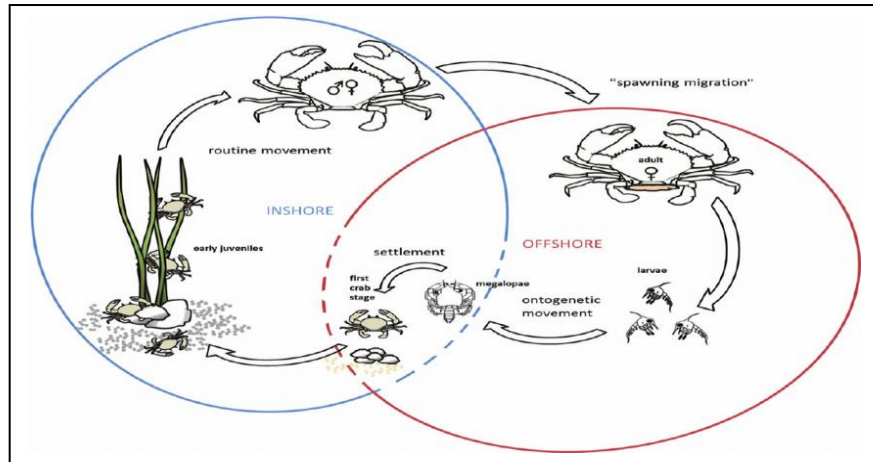 "spawning migration"
♂♀
routine movement
adult
♀
INSHORE
OFFSHORE
early juveniles
settlement
larvae
first
crab
stage
megalopae
ontogenetic
movement